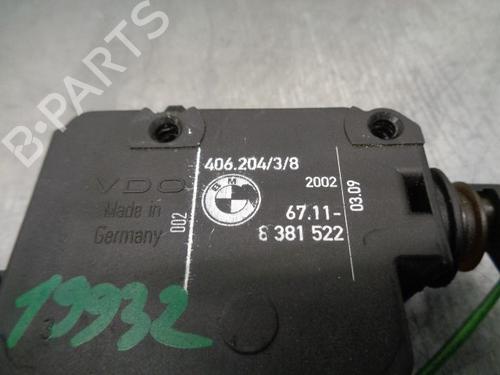 B-PARTS
406.204/3/8
VDO
Made in
Germany
002
BMW
2002
03.09
67.11-
8 381 522
19932